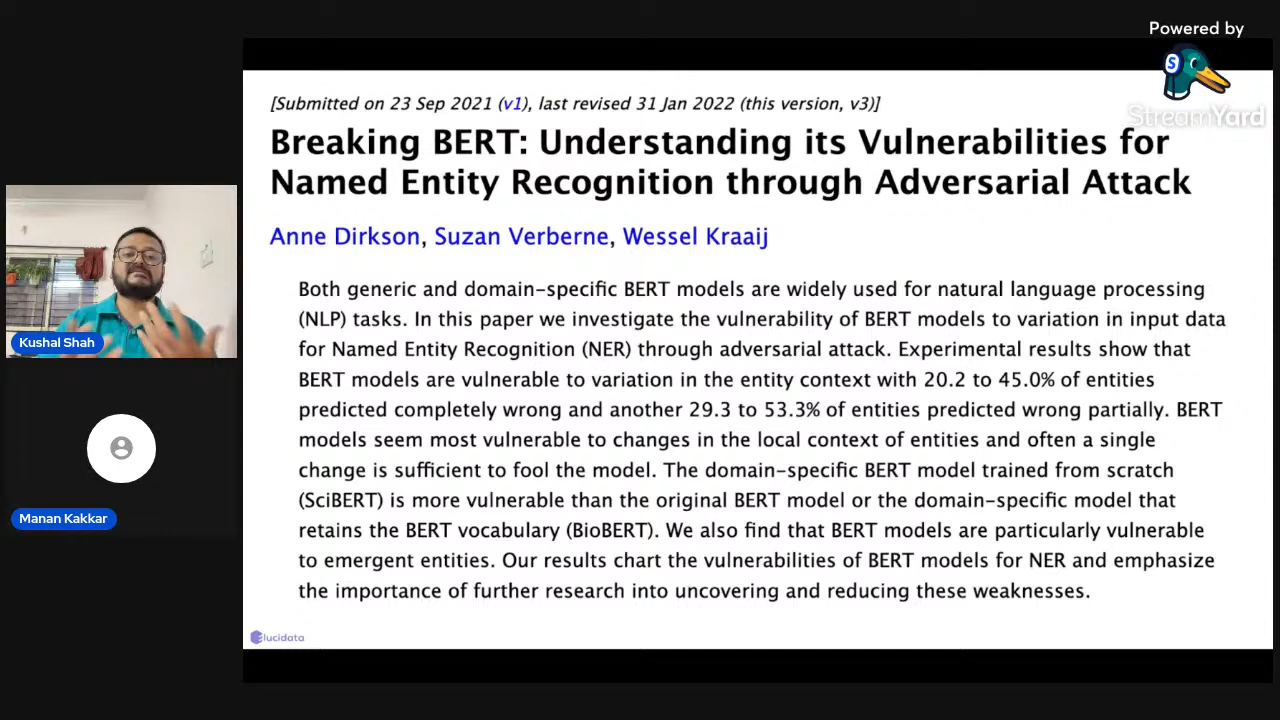 Powered by
S
StreamYard
[Submitted on 23 Sep 2021 (v1), last revised 31 Jan 2022 (this version, v3)]
Breaking BERT: Understanding its Vulnerabilities for
Named Entity Recognition through Adversarial Attack
Anne Dirkson, Suzan Verberne, Wessel Kraaij
Both generic and domain-specific BERT models are widely used for natural language processing
(NLP) tasks. In this paper we investigate the vulnerability of BERT models to variation in input data
for Named Entity Recognition (NER) through adversarial attack. Experimental results show that
BERT models are vulnerable to variation in the entity context with 20.2 to 45.0% of entities
predicted completely wrong and another 29.3 to 53.3% of entities predicted wrong partially. BERT
models seem most vulnerable to changes in the local context of entities and often a single
change is sufficient to fool the model. The domain-specific BERT model trained from scratch
(SciBERT) is more vulnerable than the original BERT model or the domain-specific model that
retains the BERT vocabulary (BioBERT). We also find that BERT models are particularly vulnerable
to emergent entities. Our results chart the vulnerabilities of BERT models for NER and emphasize
the importance of further research into uncovering and reducing these weaknesses.
Kushal Shah
Manan Kakkar
Elucidata